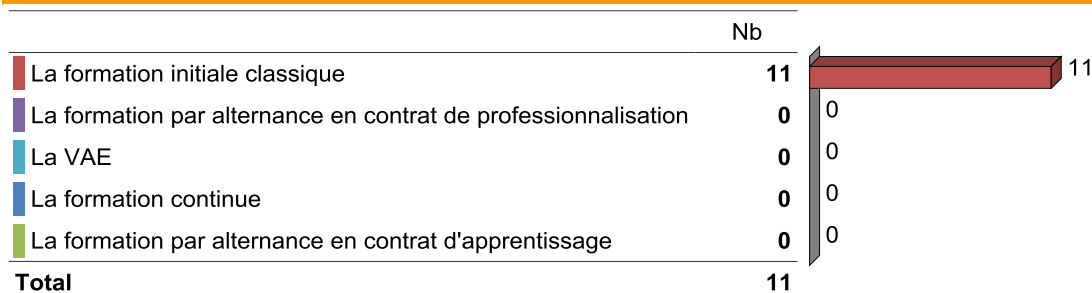 Nb
La formation initiale classique 11 11
La formation par alternance en contrat de professionnalisation 0 0
La VAE 0 0
La formation continue 0 0
La formation par alternance en contrat d'apprentissage 0 0
Total 11